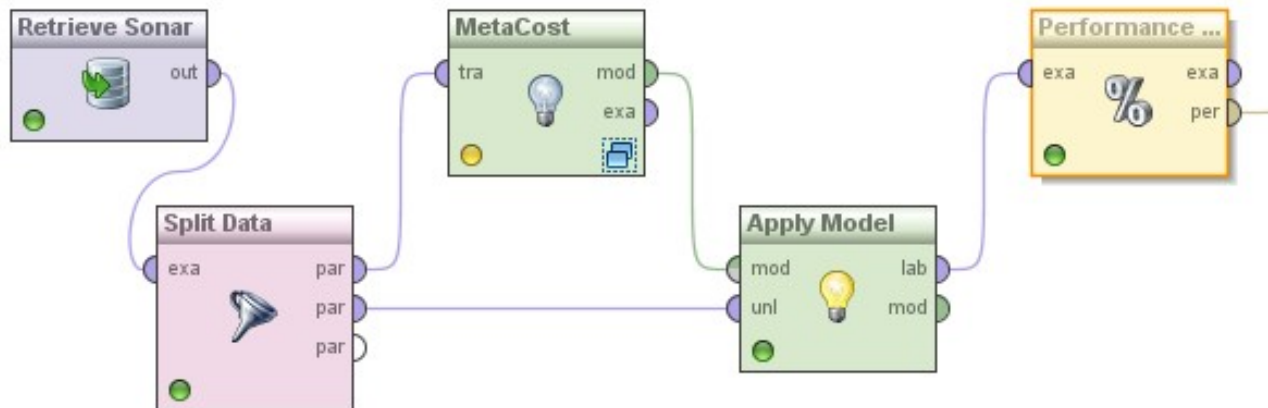 Retrieve Sonar
out
MetaCost
tra
mod
exa
Performance ...
exa
exa
per
%
Split Data
exa
par
par
par
Apply Model
mod
lab
unl
mod